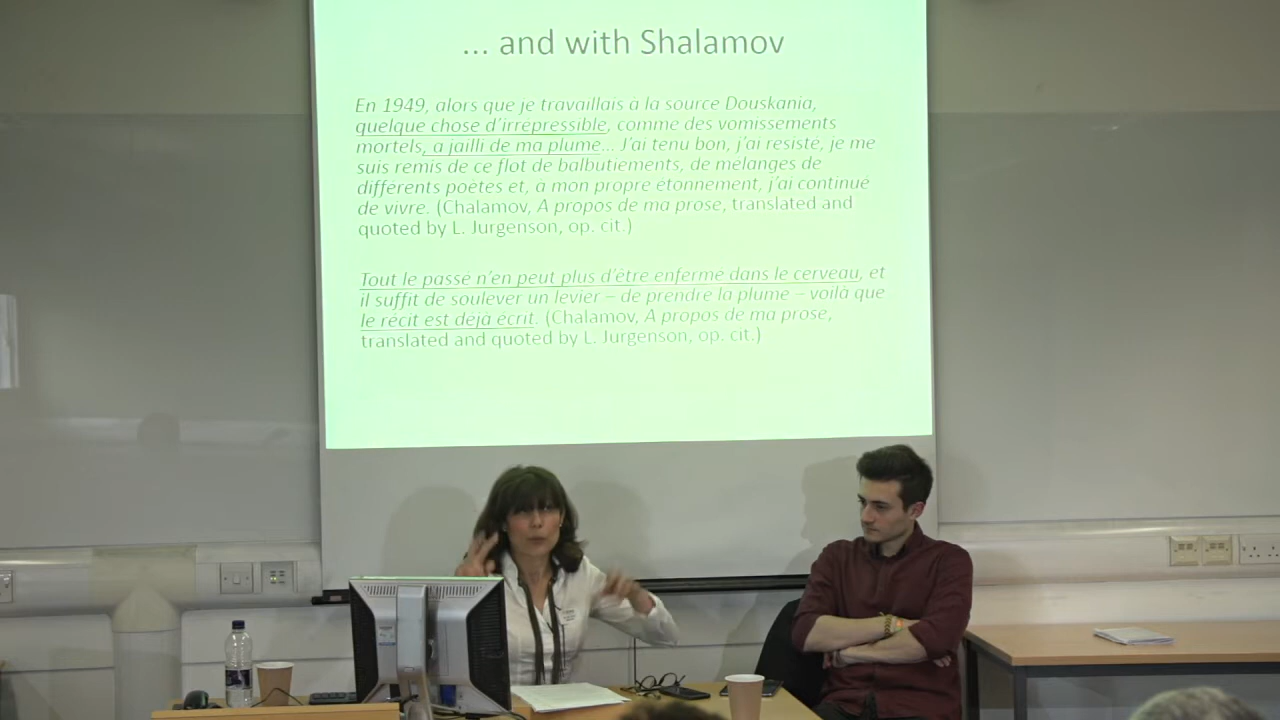 ... and with Shalamov
En 1949, alors que je travaillais à la source Douskania,
quelque chose d'irrépressible, comme des vomissements
mortels, a jailli de ma plume... J'ai tenu bon, j'ai resisté, je me
suis remis de ce flot de balbutiements, de mélanges de
différents poètes et, a mon propre étonnement, j'ai continué
de vivre. (Chalamov, A propos de ma prose, translated and
quoted by L. Jurgenson, op. cit.)
Tout le passé n'en peut plus d'être enfermé dans le cerveau, et
il suffit de soulever un levier – de prendre la plume – voilà que
le récit est déjà écrit. (Chalamov, A propos de ma prose,
translated and quoted by L. Jurgenson, op. cit.)